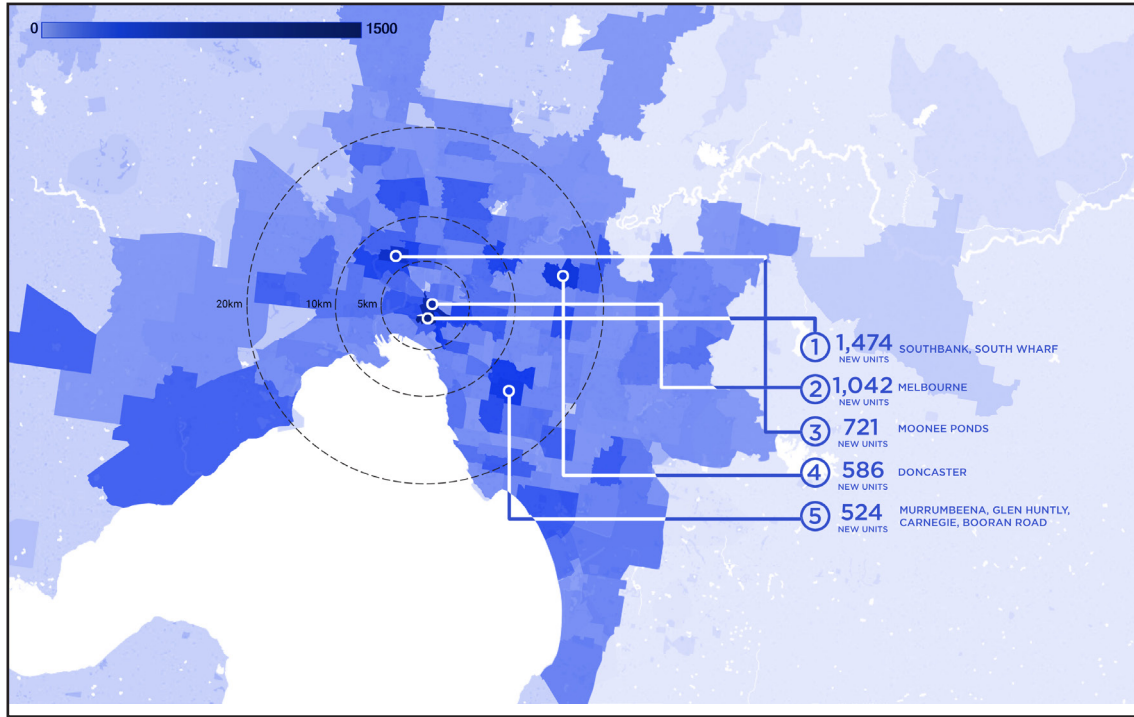 0 1500
20km 10km 5km
1 1,474 SOUTHBANK, SOUTH WHARF
NEW UNITS
2 1,042 MELBOURNE
NEW UNITS
3 721 MOONEE PONDS
NEW UNITS
4 586 DONCASTER
NEW UNITS
5 524 MURRUMBEENA, GLEN HUNTLY,
NEW UNITS CARNEGIE, BOORAN ROAD